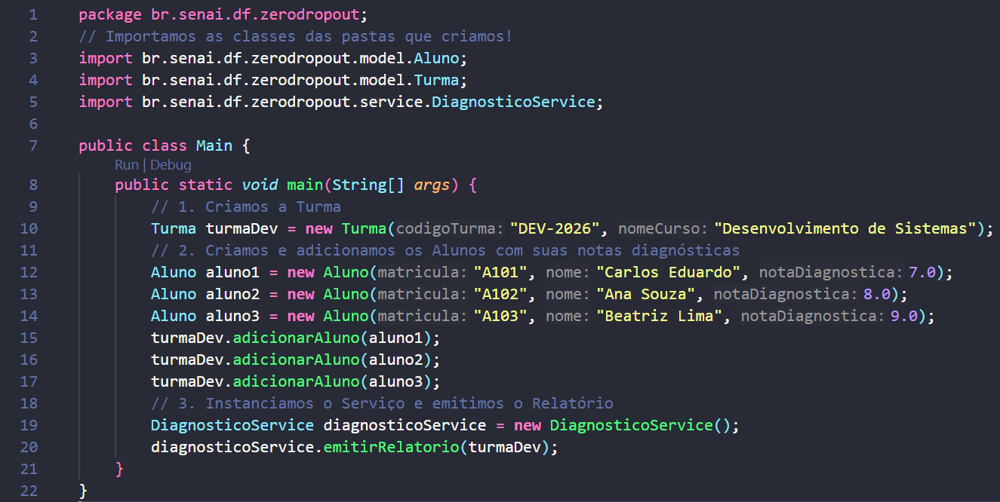 1 package br.senai.df.zerodropout;
2 // Importamos as classes das pastas que criamos!
3 import br.senai.df.zerodropout.model.Aluno;
4 import br.senai.df.zerodropout.model.Turma;
5 import br.senai.df.zerodropout.service.DiagnosticoService;
6
7 public class Main {
Run | Debug
8 public static void main(String[] args) {
9 // 1. Criamos a Turma
10 Turma turmaDev = new Turma(codigoTurma: "DEV-2026", nomeCurso: "Desenvolvimento de Sistemas");
11 // 2. Criamos e adicionamos os Alunos com suas notas diagnósticas
12 Aluno aluno1 = new Aluno(matricula: "A101", nome: "Carlos Eduardo", notaDiagnostica: 7.0);
13 Aluno aluno2 = new Aluno(matricula: "A102", nome: "Ana Souza", notaDiagnostica: 8.0);
14 Aluno aluno3 = new Aluno(matricula: "A103", nome: "Beatriz Lima", notaDiagnostica: 9.0);
15 turmaDev.adicionarAluno(aluno1);
16 turmaDev.adicionarAluno(aluno2);
17 turmaDev.adicionarAluno(aluno3);
18 // 3. Instanciamos o Serviço e emitimos o Relatório
19 DiagnosticoService diagnosticoService = new DiagnosticoService();
20 diagnosticoService.emitirRelatorio(turmaDev);
21 }
22 }